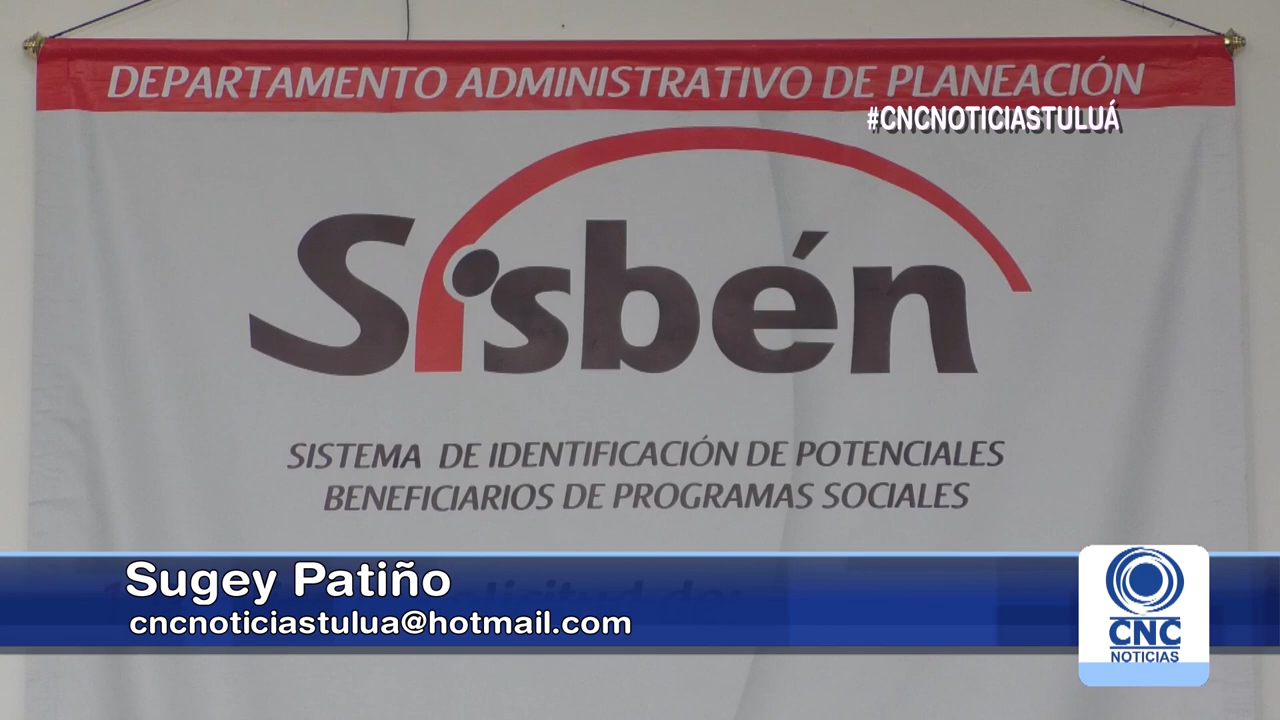 DEPARTAMENTO ADMINISTRATIVO DE PLANEACIÓN
#CNCNOTICIASTULUÁ
Sisbén
SISTEMA DE IDENTIFICACIÓN DE POTENCIALES
BENEFICIARIOS DE PROGRAMAS SOCIALES
Sugey Patiño
cncnoticiastulua@hotmail.com
CNC
NOTICIAS